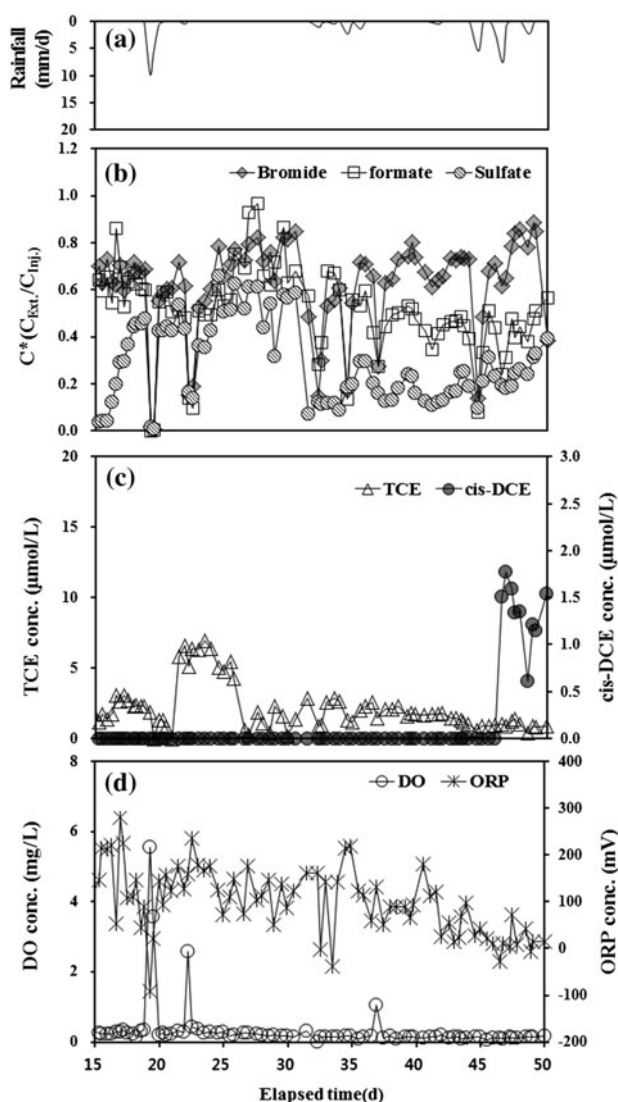 (a)
Rainfall
(mm/d)
0
5
10
15
20
(b)
Bromide formate Sulfate
C*(C Ext./C Inj.)
1.2
1.0
0.8
0.6
0.4
0.2
0.0
(c)
TCE cis-DCE
TCE conc. (μmol/L)
20
15
10
5
0
cis-DCE conc. (μmol/L)
3.0
2.5
2.0
1.5
1.0
0.5
0.0
(d)
DO ORP
DO conc. (mg/L)
8
6
4
2
0
ORP conc. (mV)
400
300
200
100
0
-100
-200
15 20 25 30 35 40 45 50
Elapsed time(d)